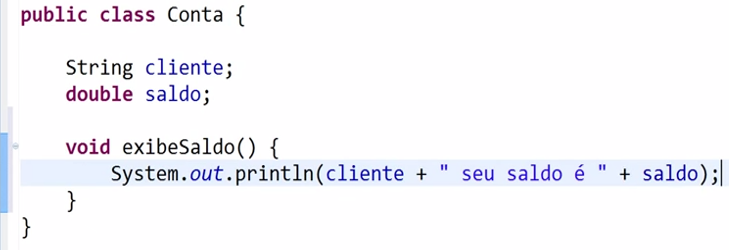 public class Conta {
String cliente;
double saldo;
void exibeSaldo() {
System.out.println(cliente + " seu saldo é " + saldo);
}
}